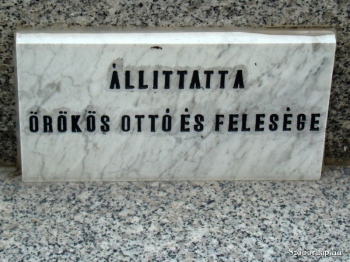 ÁLLITTATTA
ÖRÖKÖS OTTÓ ÉS FELESÉGE